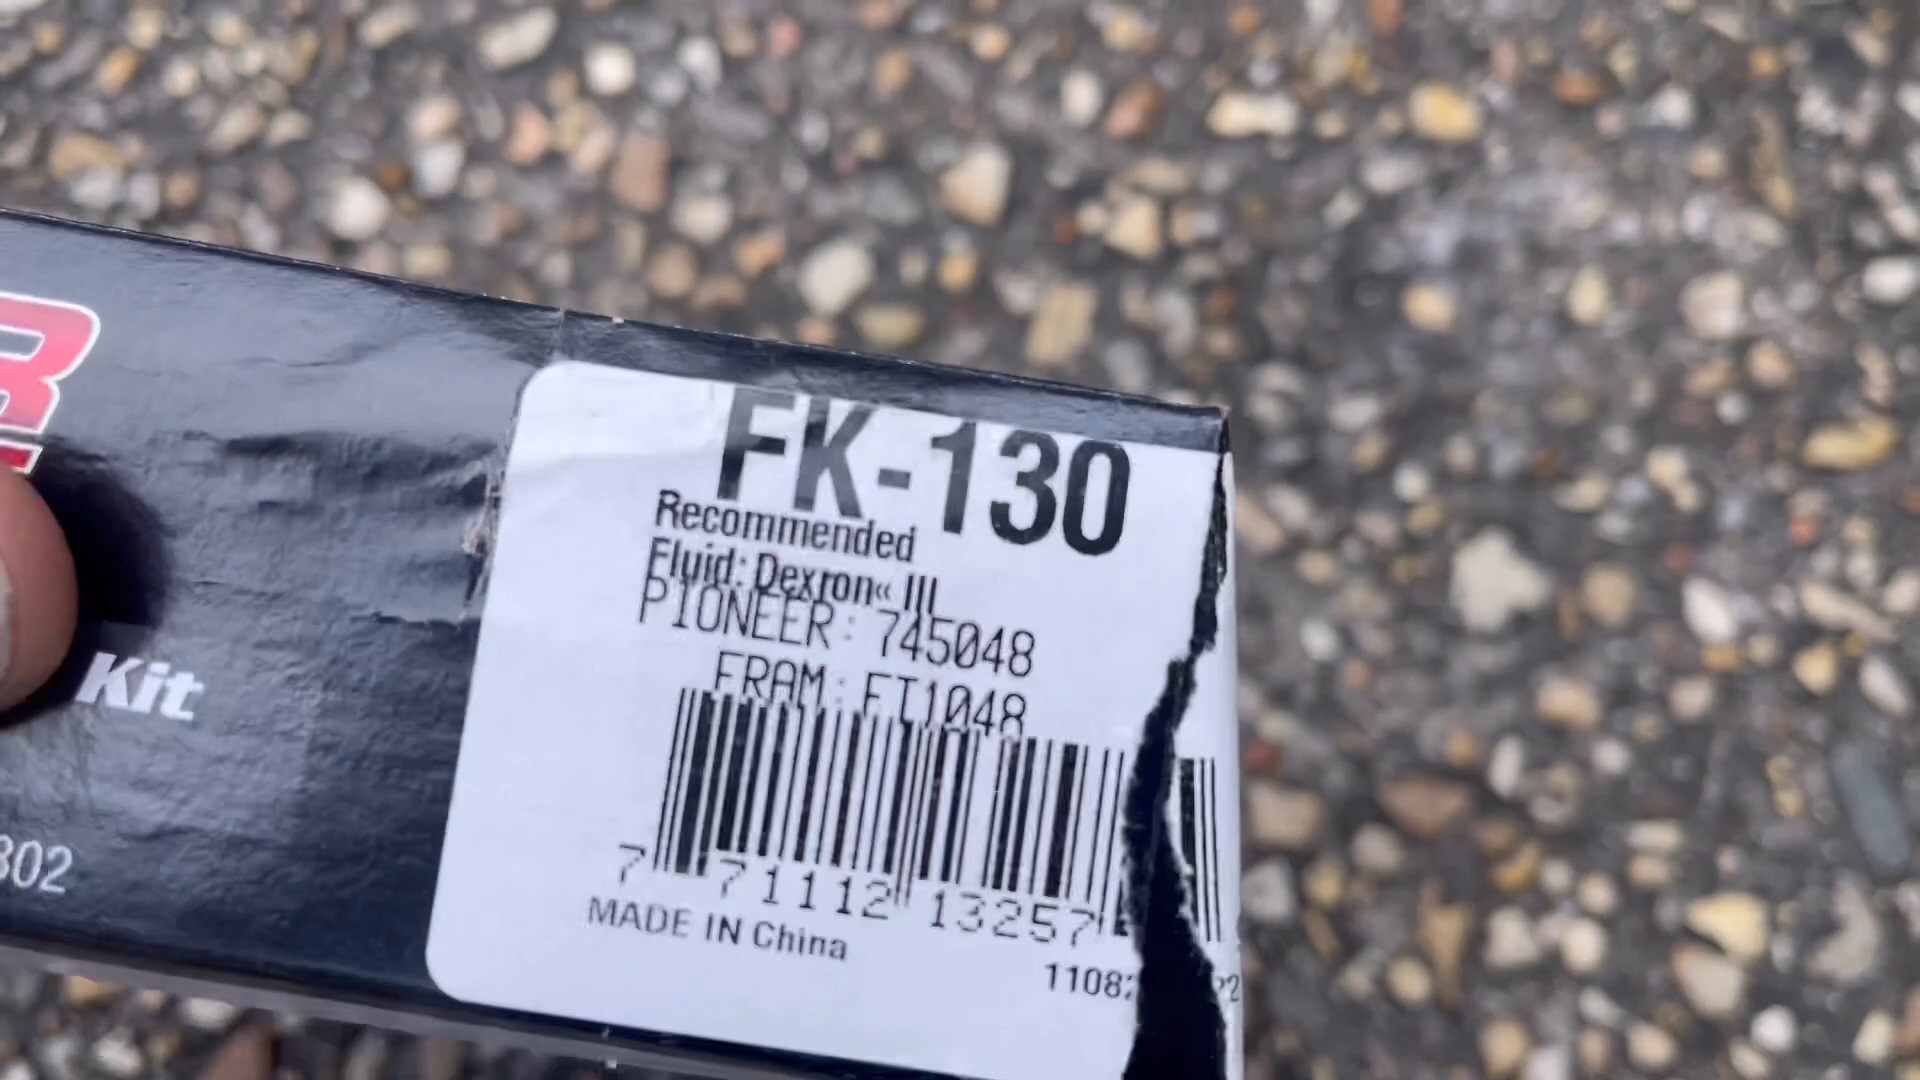 FK-130
Recommended
Fluid: Dexron« III
PIONEER: 745048
FRAM: FT1048
Kit
302
7 71112 13257
MADE IN China